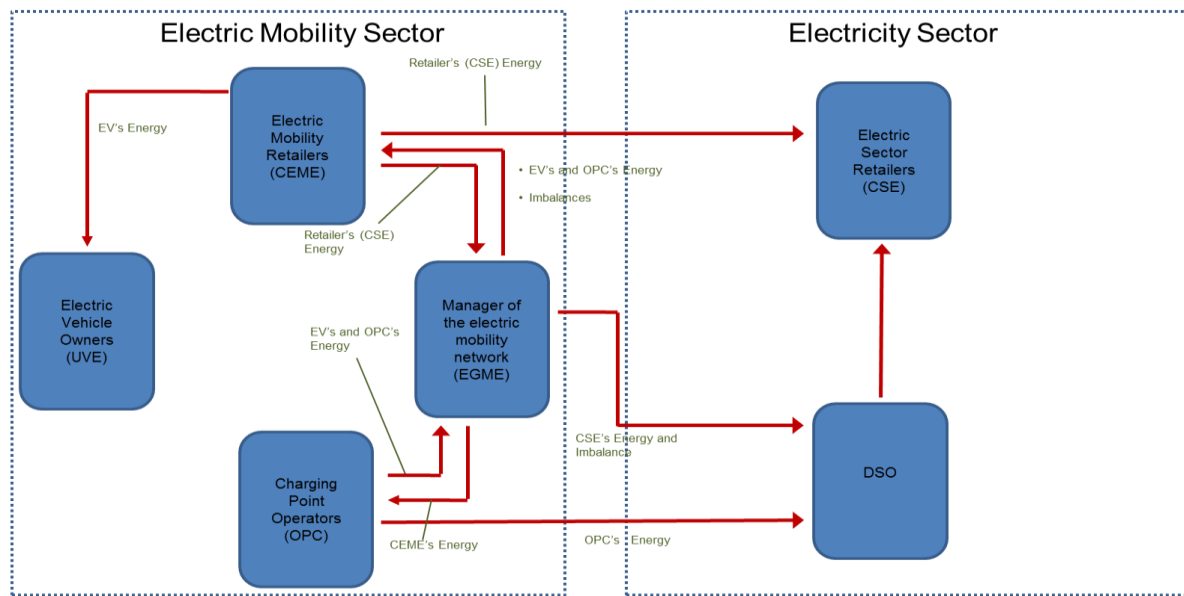 Electric Mobility Sector
Electricity Sector
Retailer's (CSE) Energy
EV's Energy
Electric
Mobility
Retailers
(CEME)
Electric
Sector
Retailers
(CSE)
• EV's and OPC's Energy
• Imbalances
Retailer's (CSE)
Energy
Electric
Vehicle
Owners
(UVE)
Manager of
the electric
mobility
network
(EGME)
EV's and OPC's
Energy
CSE's Energy and
Imbalance
DSO
Charging
Point
Operators
(OPC)
CEME's Energy
OPC's Energy